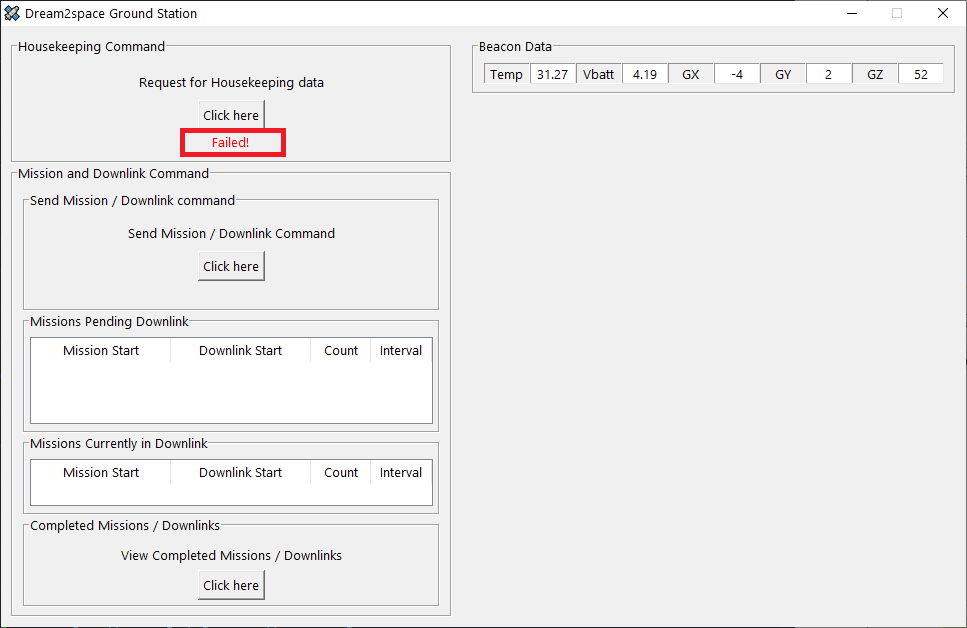 Dream2space Ground Station
Housekeeping Command
Request for Housekeeping data
Click here
Failed!
Mission and Downlink Command
Send Mission / Downlink command
Send Mission / Downlink Command
Click here
Missions Pending Downlink
Mission Start Downlink Start Count Interval
Missions Currently in Downlink
Mission Start Downlink Start Count Interval
Completed Missions / Downlinks
View Completed Missions / Downlinks
Click here
Beacon Data
Temp 31.27 Vbatt 4.19 GX -4 GY 2 GZ 52